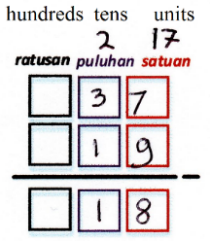 hundreds tens units
2 17
ratusan puluhan satuan
3 7
1 9
-
1 8